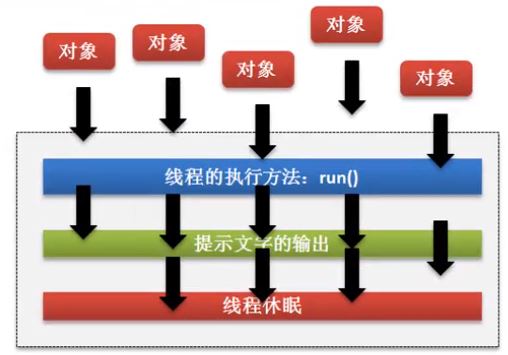 对象
对象
对象
对象
对象
线程的执行方法：run()
提示文字的输出
线程休眠